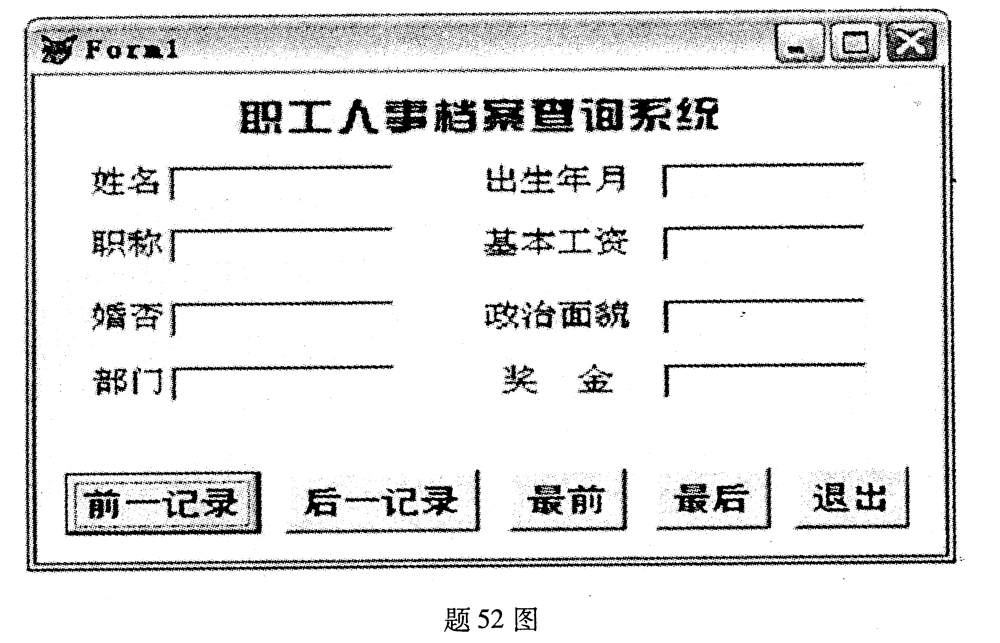 Form1
职工人事档案查询系统
姓名 出生年月
职称 基本工资
婚否 政治面貌
部门 奖 金
前一记录 后一记录 最前 最后 退出
题 52 图